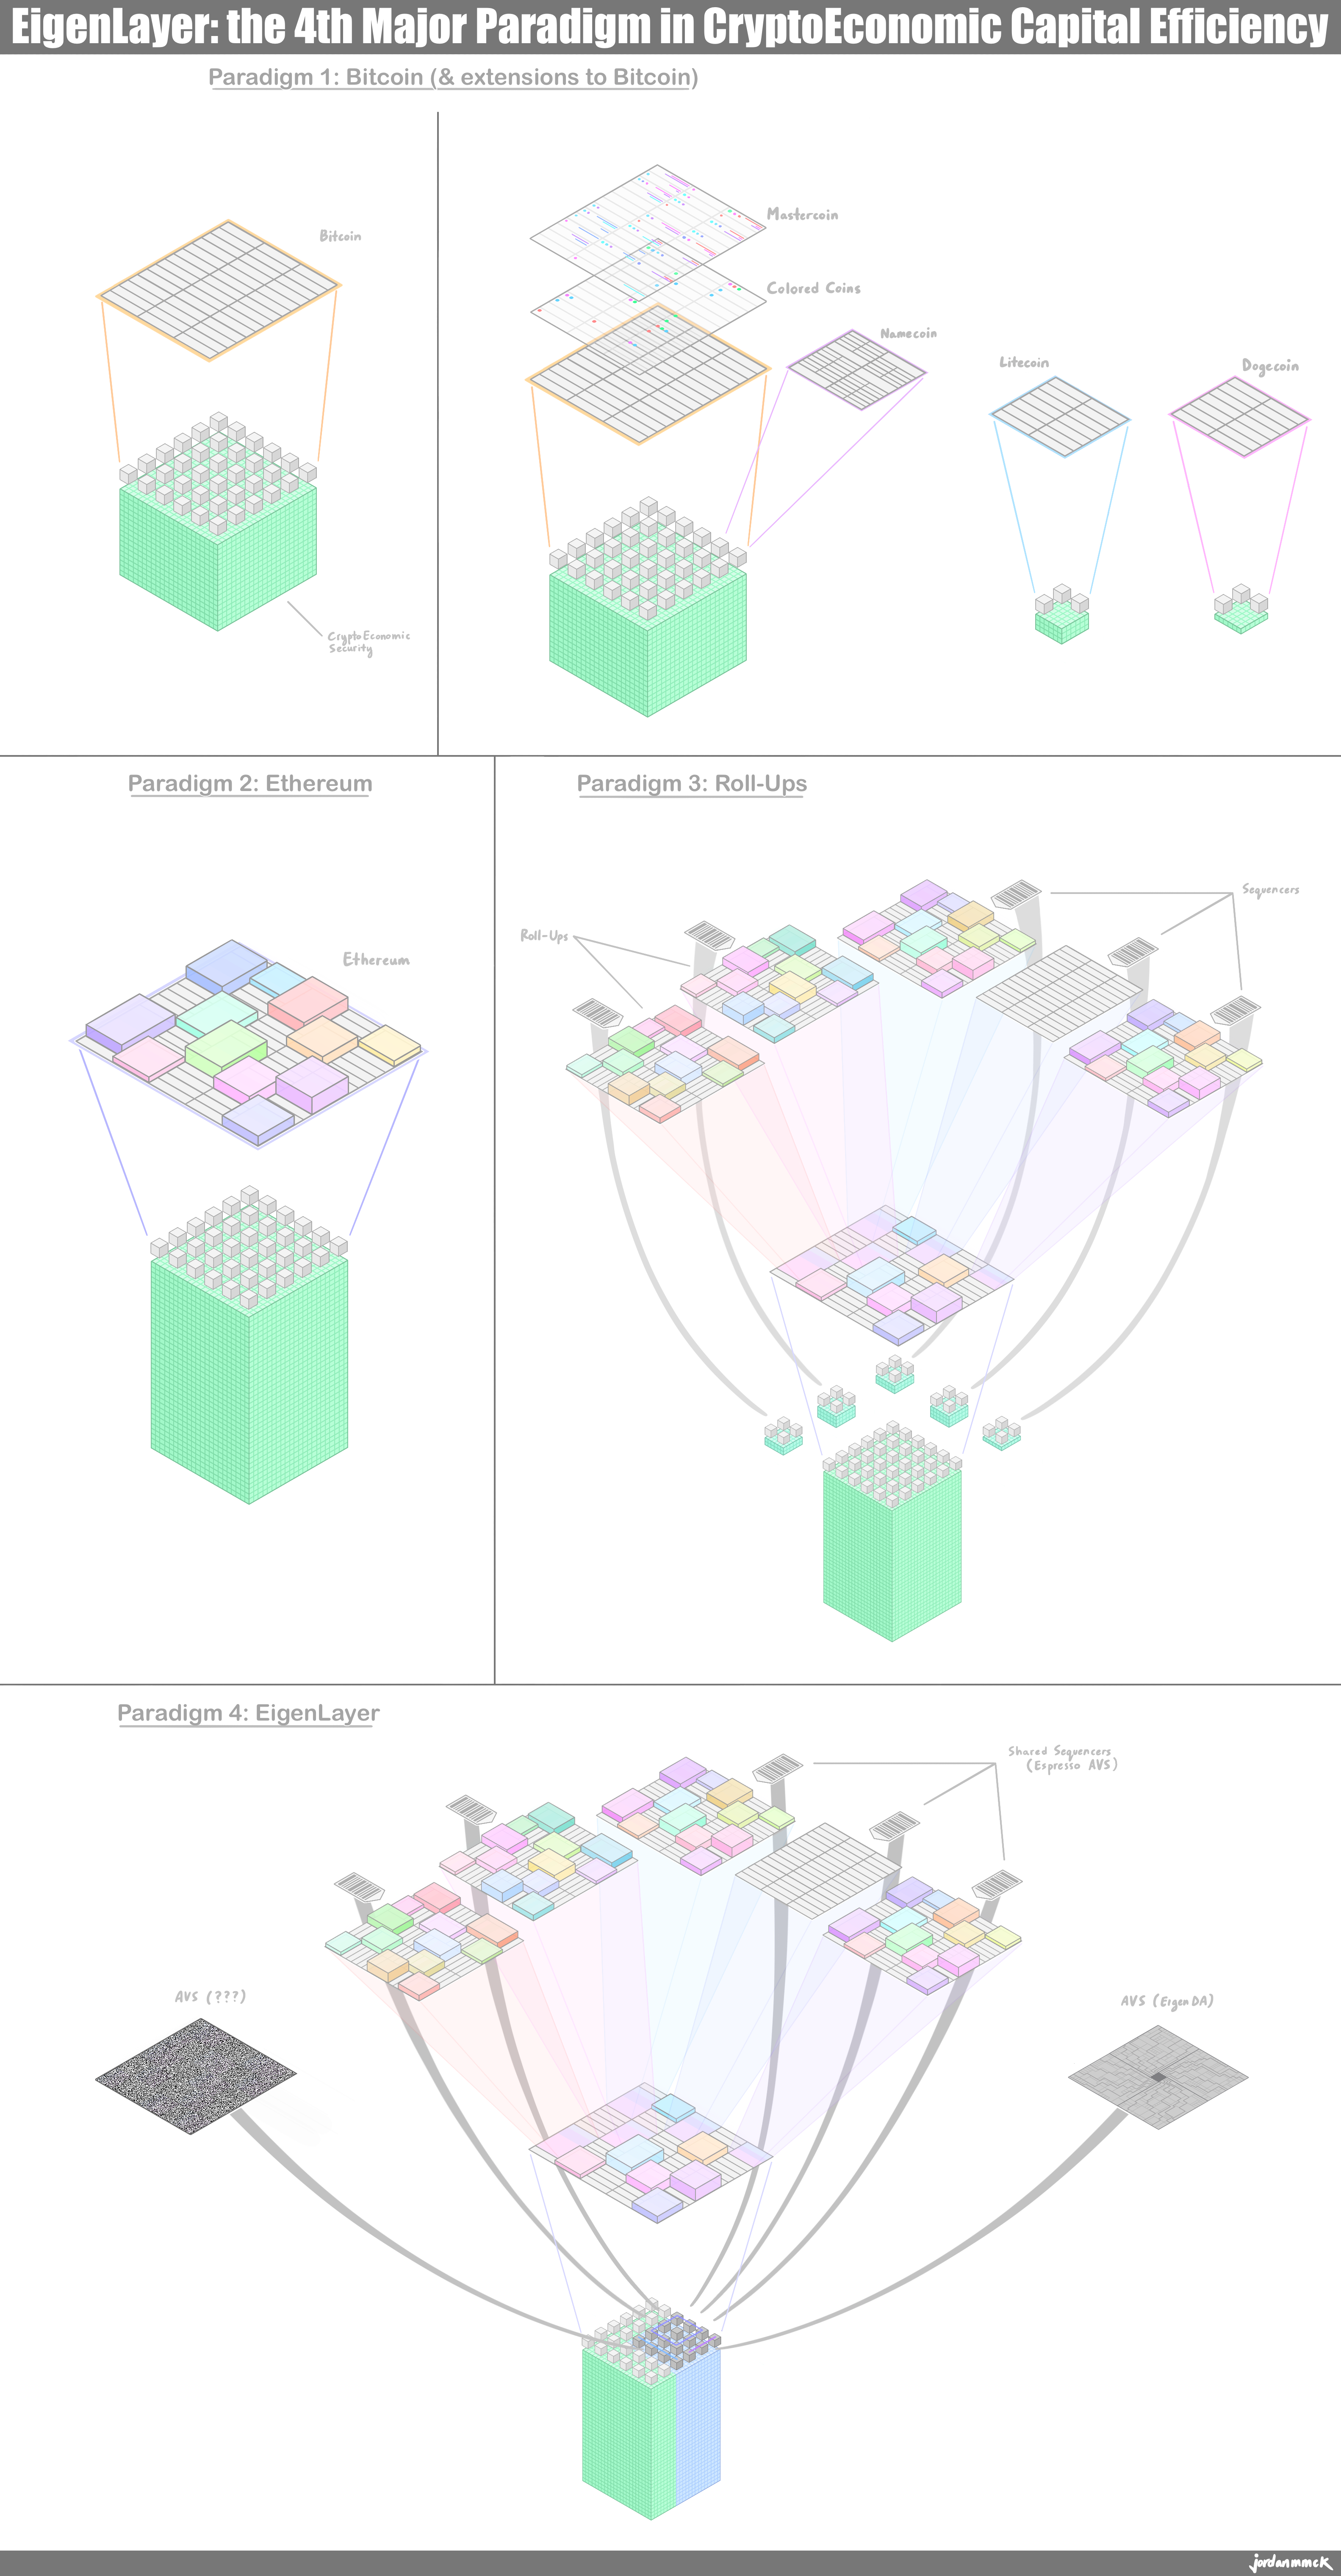 EigenLayer: the 4th Major Paradigm in CryptoEconomic Capital Efficiency
Paradigm 1: Bitcoin (& extensions to Bitcoin)
Bitcoin
CryptoEconomic
Security
Mastercoin
Colored Coins
Namecoin
Litecoin
Dogecoin
Paradigm 2: Ethereum
Ethereum
Paradigm 3: Roll-Ups
Roll-Ups
Sequencers
Paradigm 4: EigenLayer
Shared Sequencers
(Espresso AVS)
AVS (???)
AVS (EigenDA)
jordanmmck